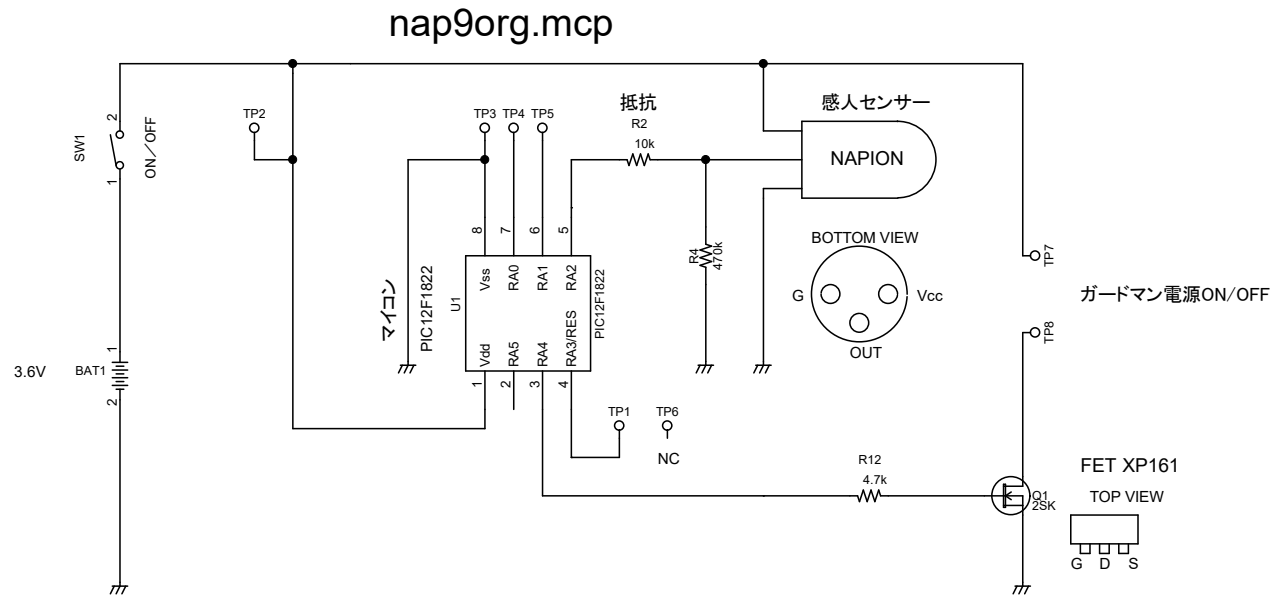 nap9org.mcp
TP2
TP3 TP4 TP5
抵抗
R2
10k
感人センサー
NAPION
SW1
2
1
ON/OFF
8 7 6 5
Vss RA0 RA1 RA2
U1
PIC12F1822
Vdd RA5 RA4 RA3/RES
1 2 3 4
マイコン
PIC12F1822
R4
470k
BOTTOM VIEW
G
Vcc
OUT
TP7
ガードマン電源ON/OFF
TP8
3.6V
BAT1
1
2
TP1
TP6
NC
R12
4.7k
Q1
2SK
FET XP161
TOP VIEW
G D S